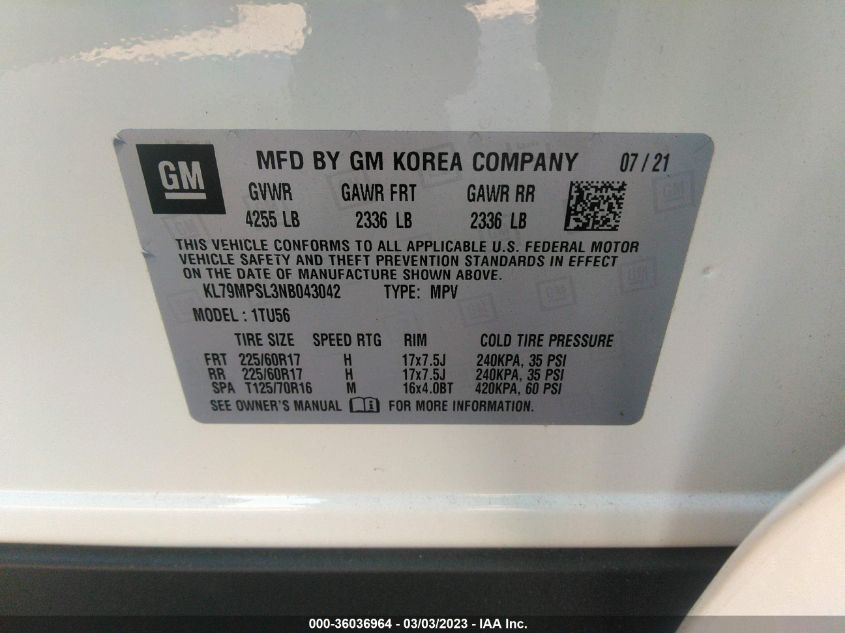 GM MFD BY GM KOREA COMPANY 07/21
GVWR GAWR FRT GAWR RR
4255 LB 2336 LB 2336 LB
THIS VEHICLE CONFORMS TO ALL APPLICABLE U.S. FEDERAL MOTOR
VEHICLE SAFETY AND THEFT PREVENTION STANDARDS IN EFFECT
ON THE DATE OF MANUFACTURE SHOWN ABOVE.
KL79MPSL3NB043042 TYPE: MPV
MODEL : 1TU56
TIRE SIZE SPEED RTG RIM COLD TIRE PRESSURE
FRT 225/60R17 H 17x7.5J 240KPA, 35 PSI
RR 225/60R17 H 17x7.5J 240KPA, 35 PSI
SPA T125/70R16 M 16x4.0BT 420KPA, 60 PSI
SEE OWNER'S MANUAL FOR MORE INFORMATION.
000-36036964 - 03/03/2023 - IAA Inc.